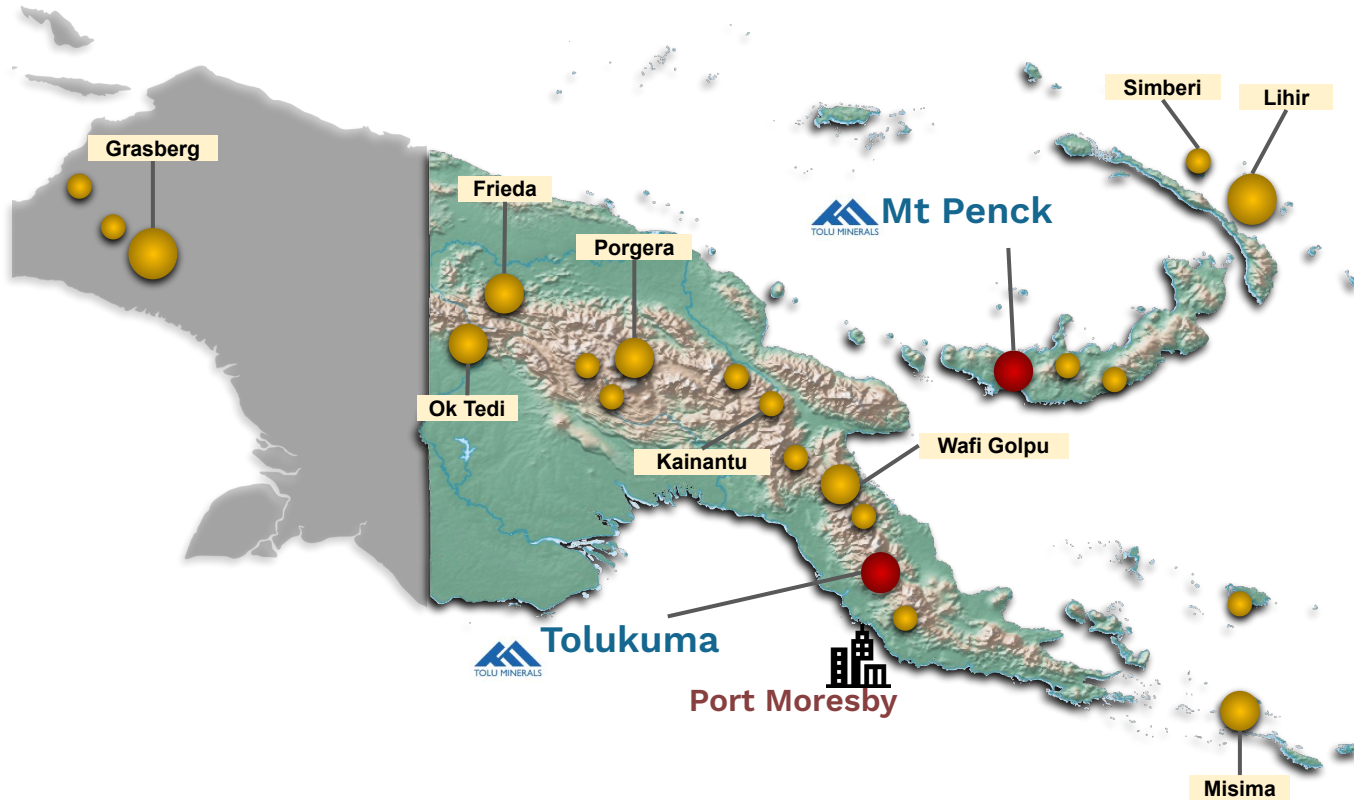 Simberi
Lihir
Grasberg
Frieda
Mt Penck
TOLU MINERALS
Porgera
Ok Tedi
Wafi Golpu
Kainantu
Tolukuma
TOLU MINERALS
Port Moresby
Misima